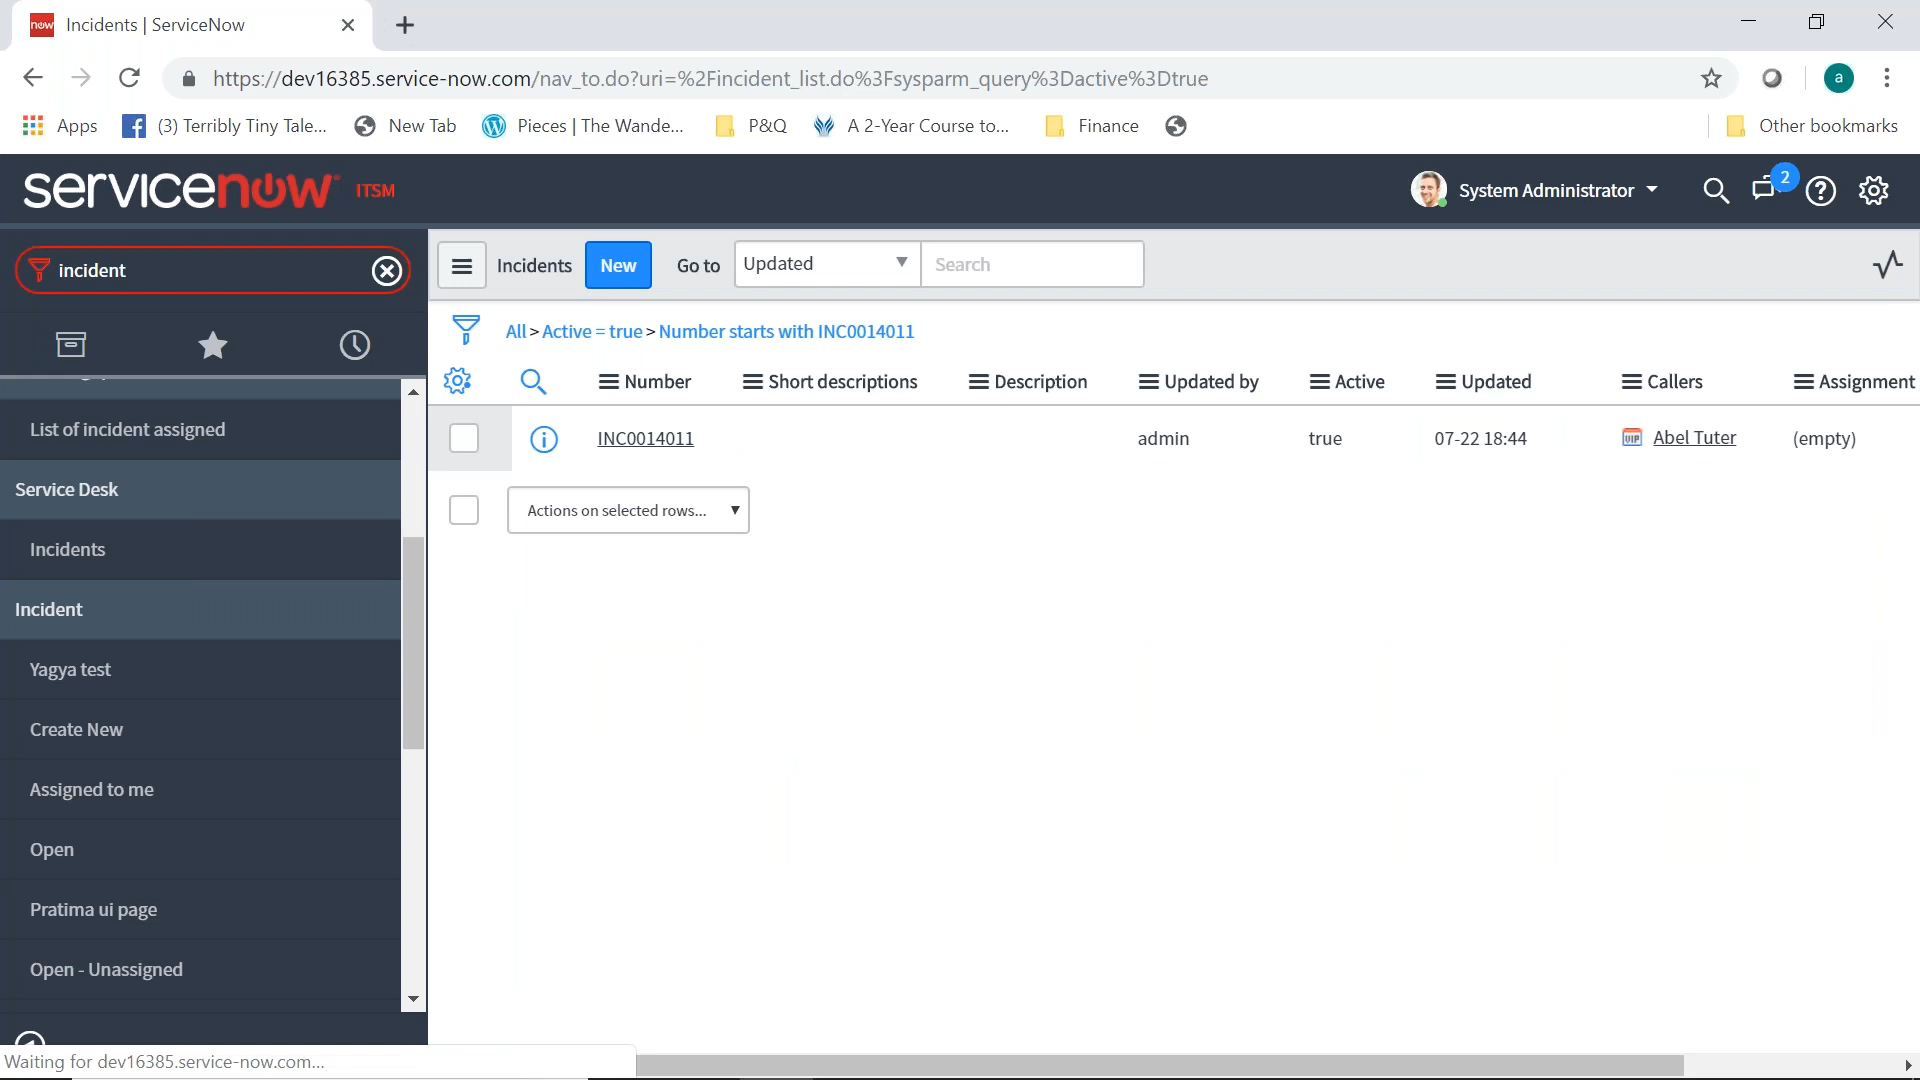 now Incidents | ServiceNow
https://dev16385.service-now.com/nav_to.do?uri=%2Fincident_list.do%3Fsysparm_query%3Dactive%3Dtrue a
Apps (3) Terribly Tiny Tale... New Tab Pieces | The Wande... P&Q A 2-Year Course to... Finance Other bookmarks
servicenow ITSM System Administrator 2
incident
Incidents New Go to Updated Search
All > Active = true > Number starts with INC0014011
Number Short descriptions Description Updated by Active Updated Callers Assignment
INC0014011 admin true 07-22 18:44 VIP Abel Tuter (empty)
Actions on selected rows...
List of incident assigned
Service Desk
Incidents
Incident
Yagya test
Create New
Assigned to me
Open
Pratima ui page
Open - Unassigned
Waiting for dev16385.service-now.com...